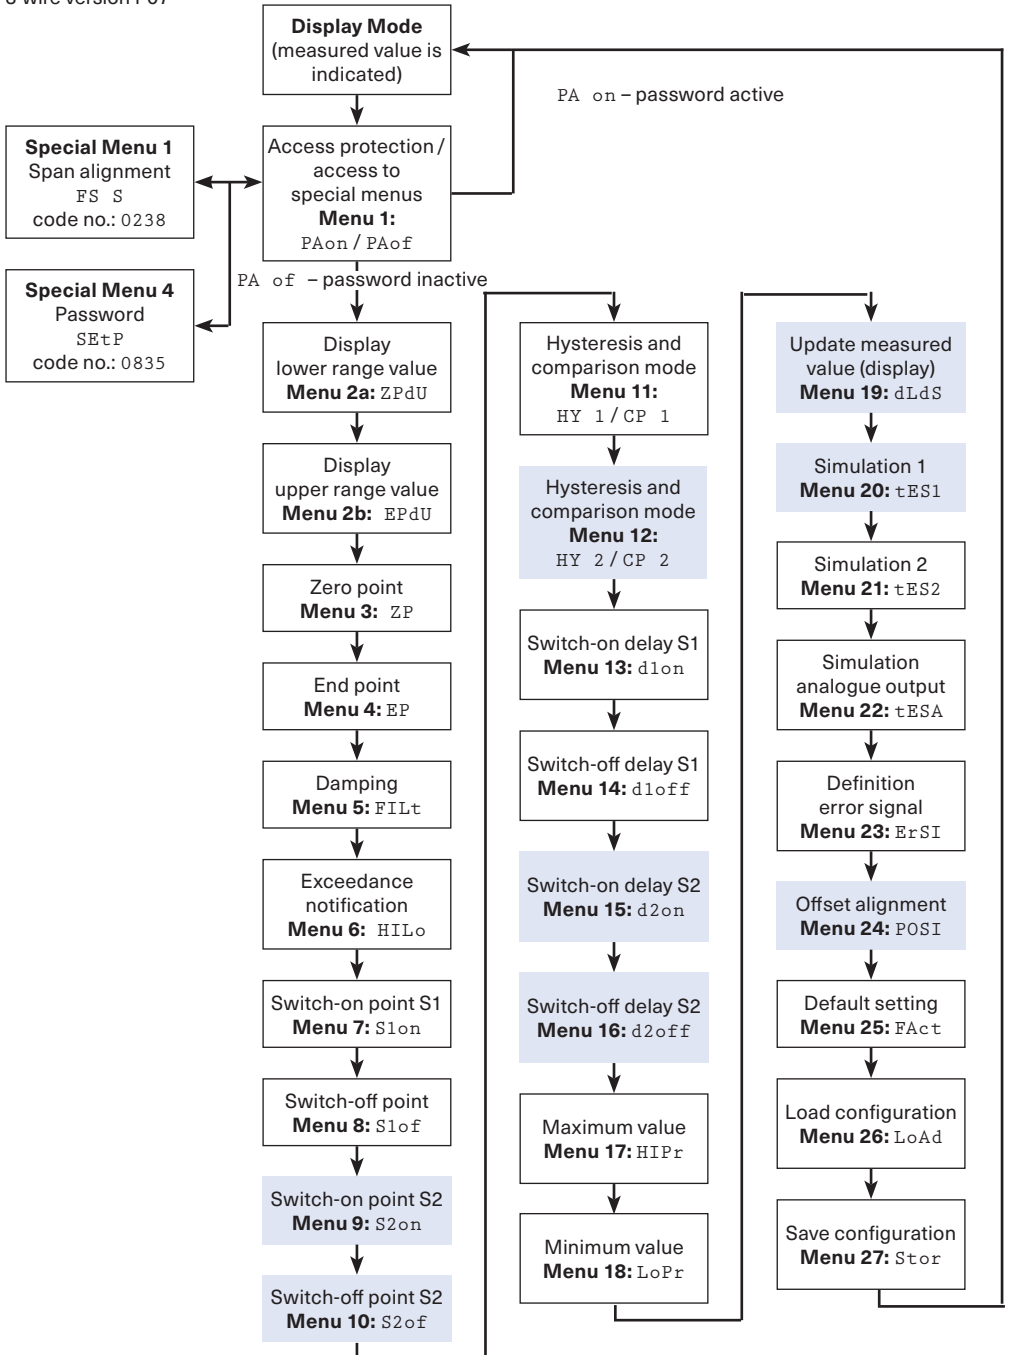 Display Mode
(measured value is
indicated)
PA on – password active
Access protection /
access to
special menus
Menu 1:
PAon / PAof
Special Menu 1
Span alignment
FS S
code no.: 0238
Special Menu 4
Password
SEtP
code no.: 0835
PA of – password inactive
Display
lower range value
Menu 2a: ZPdU
Display
upper range value
Menu 2b: EPdU
Zero point
Menu 3: ZP
End point
Menu 4: EP
Damping
Menu 5: FILt
Exceedance
notification
Menu 6: HILo
Switch-on point S1
Menu 7: S1on
Switch-off point
Menu 8: S1of
Switch-on point S2
Menu 9: S2on
Switch-off point S2
Menu 10: S2of
Hysteresis and
comparison mode
Menu 11:
HY 1 / CP 1
Hysteresis and
comparison mode
Menu 12:
HY 2 / CP 2
Switch-on delay S1
Menu 13: d1on
Switch-off delay S1
Menu 14: d1off
Switch-on delay S2
Menu 15: d2on
Switch-off delay S2
Menu 16: d2off
Maximum value
Menu 17: HIPr
Minimum value
Menu 18: LoPr
Update measured
value (display)
Menu 19: dLdS
Simulation 1
Menu 20: tES1
Simulation 2
Menu 21: tES2
Simulation
analogue output
Menu 22: tESA
Definition
error signal
Menu 23: ErSI
Offset alignment
Menu 24: POSI
Default setting
Menu 25: FAct
Load configuration
Menu 26: LoAd
Save configuration
Menu 27: Stor